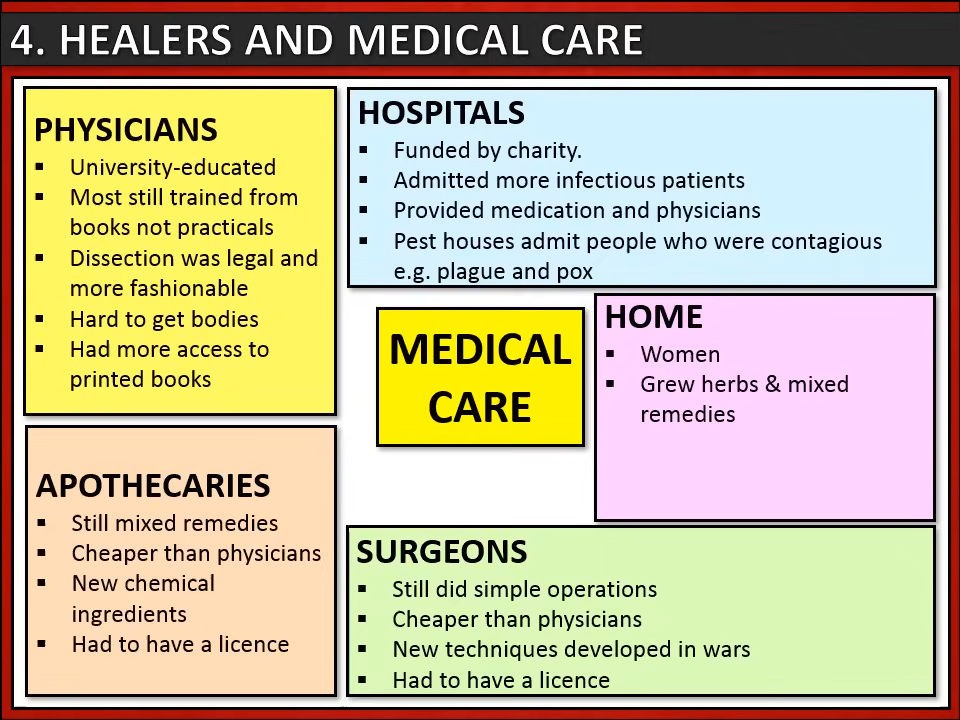 4. HEALERS AND MEDICAL CARE
PHYSICIANS
▪ University-educated
▪ Most still trained from
books not practicals
▪ Dissection was legal and
more fashionable
▪ Hard to get bodies
▪ Had more access to
printed books
HOSPITALS
▪ Funded by charity.
▪ Admitted more infectious patients
▪ Provided medication and physicians
▪ Pest houses admit people who were contagious
e.g. plague and pox
MEDICAL
CARE
HOME
▪ Women
▪ Grew herbs & mixed
remedies
APOTHECARIES
▪ Still mixed remedies
▪ Cheaper than physicians
▪ New chemical
ingredients
▪ Had to have a licence
SURGEONS
▪ Still did simple operations
▪ Cheaper than physicians
▪ New techniques developed in wars
▪ Had to have a licence